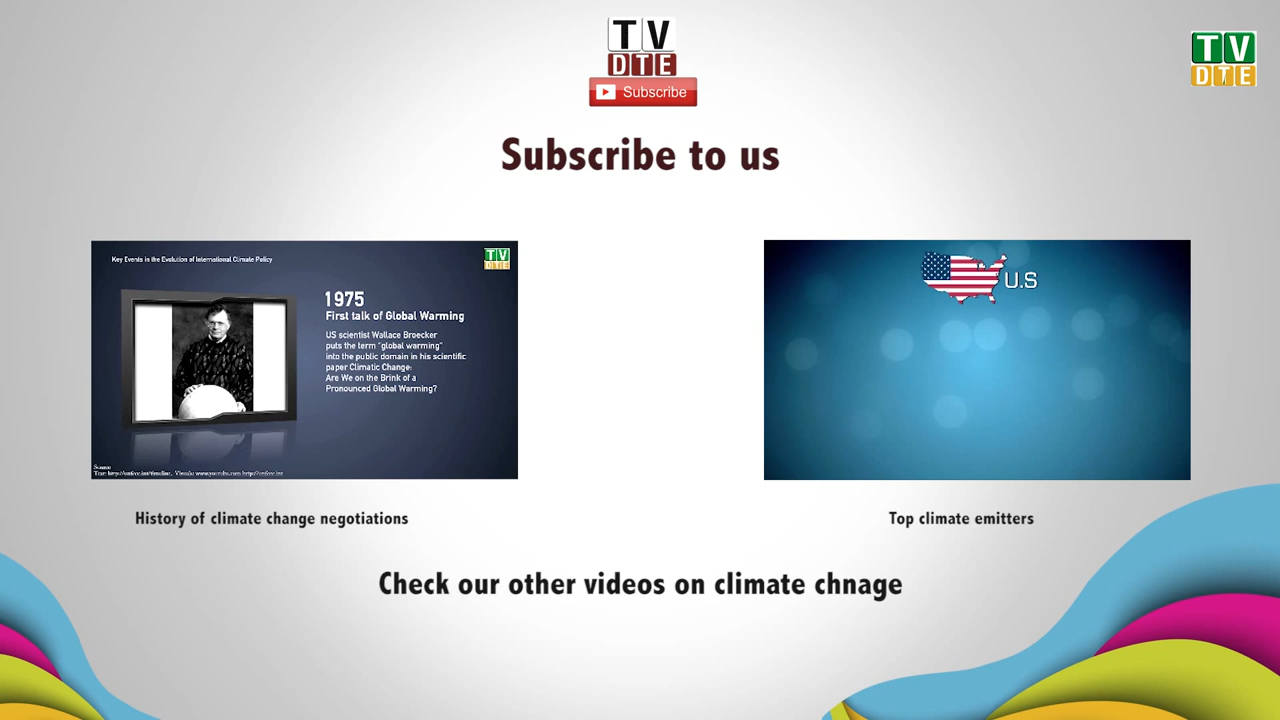 TV
DTE
Subscribe
TV
DTE
Subscribe to us
Key Events in the Evolution of International Climate Policy
TV
DTE
1975
First talk of Global Warming
US scientist Wallace Broecker
puts the term "global warming"
into the public domain in his scientific
paper Climatic Change:
Are We on the Brink of a
Pronounced Global Warming?
Source
U.S
History of climate change negotiations
Top climate emitters
Check our other videos on climate chnage